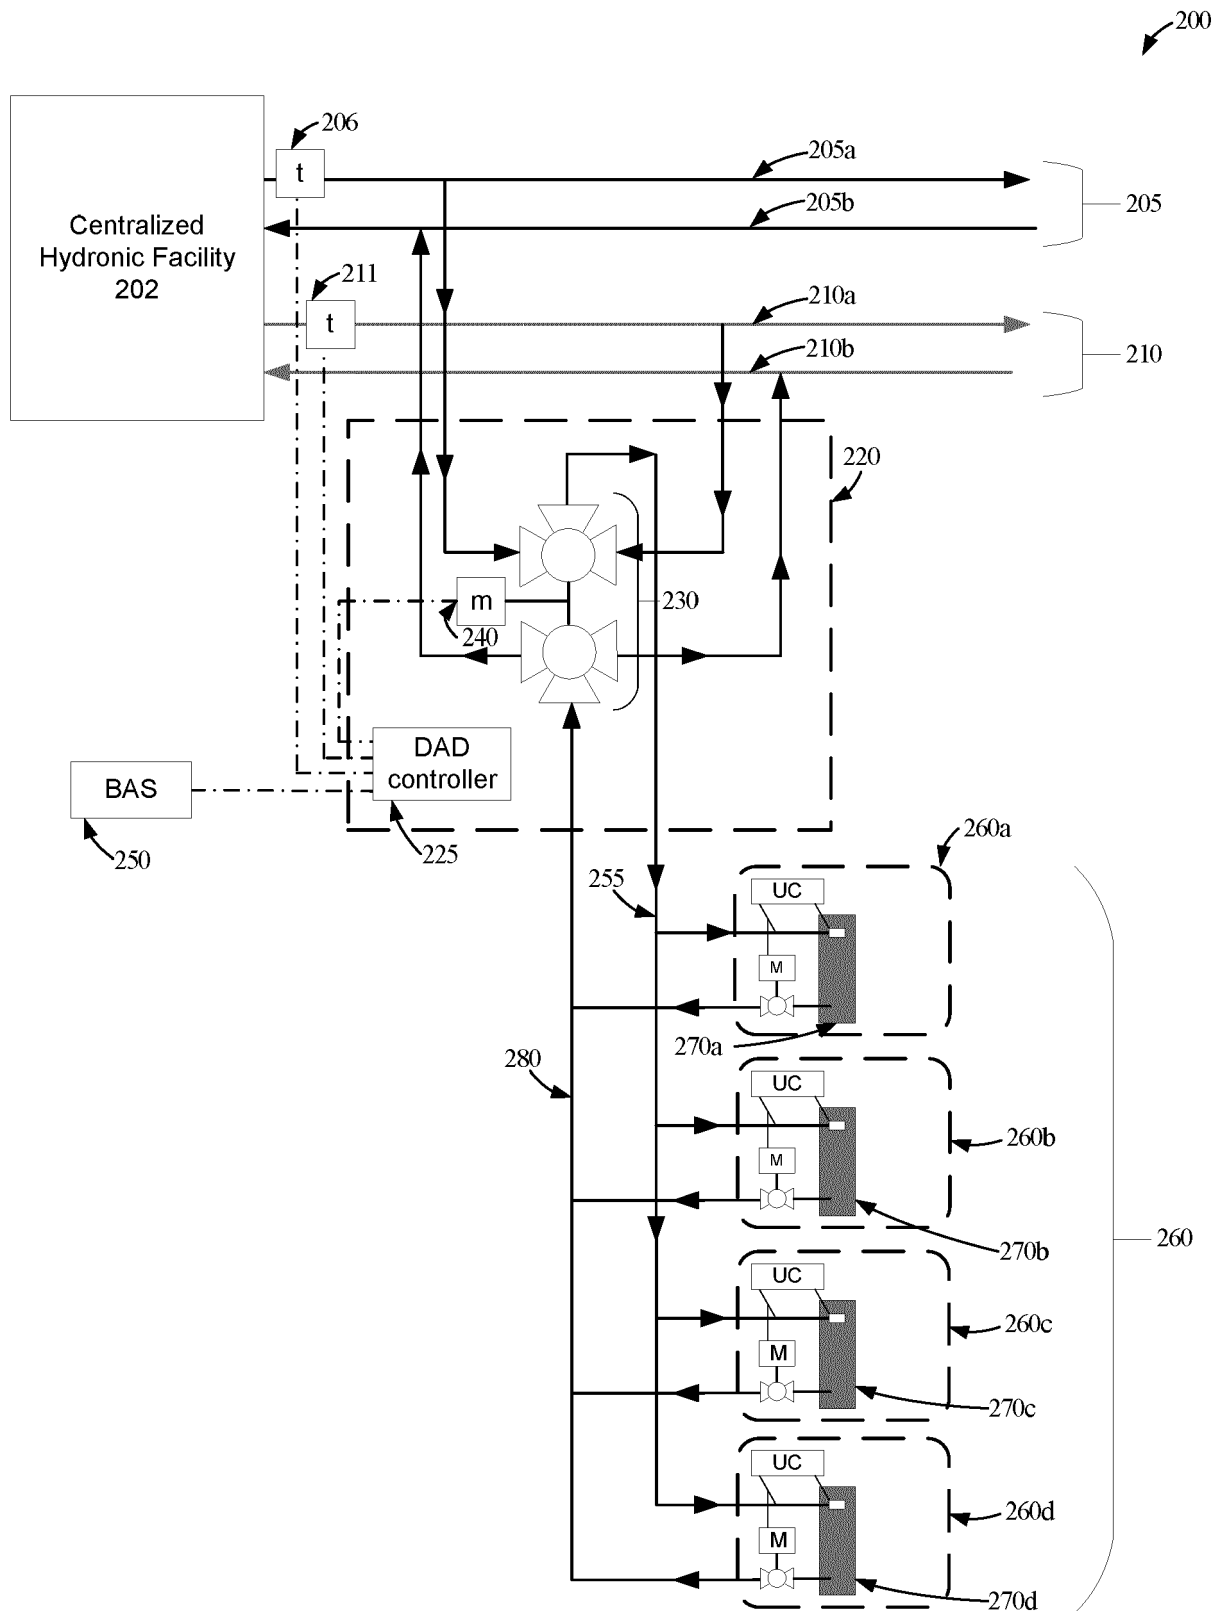 200
206
t
205a
205b
205
Centralized
Hydronic Facility
202
211
t
210a
210b
210
220
230
m
240
DAD
controller
BAS
250
225
260a
255
UC
M
270a
280
UC
M
260b
270b
260
UC
M
260c
270c
UC
M
260d
270d